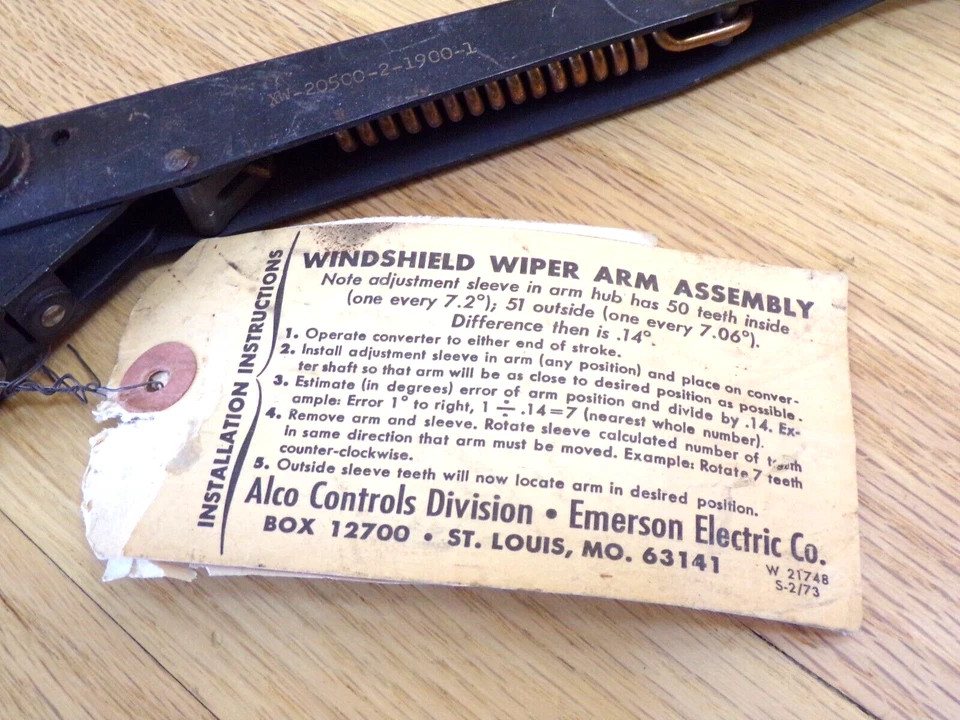 XW-20500-2-1900-1
INSTALLATION INSTRUCTIONS
WINDSHIELD WIPER ARM ASSEMBLY
Note adjustment sleeve in arm hub has 50 teeth inside
(one every 7.2°); 51 outside (one every 7.06°).
Difference then is .14°.
1. Operate converter to either end of stroke.
2. Install adjustment sleeve in arm (any position) and place on conver-
ter shaft so that arm will be as close to desired position as possible.
3. Estimate (in degrees) error of arm position and divide by .14. Ex-
ample: Error 1° to right, 1 ÷ .14=7 (nearest whole number).
4. Remove arm and sleeve. Rotate sleeve calculated number of teeth
In same direction that arm must be moved. Example: Rotate 7 teeth
counter-clockwise.
5. Outside sleeve teeth will now locate arm in desired position.
Alco Controls Division • Emerson Electric Co.
BOX 12700 • ST. LOUIS, MO. 63141
W 21748
S-2/73